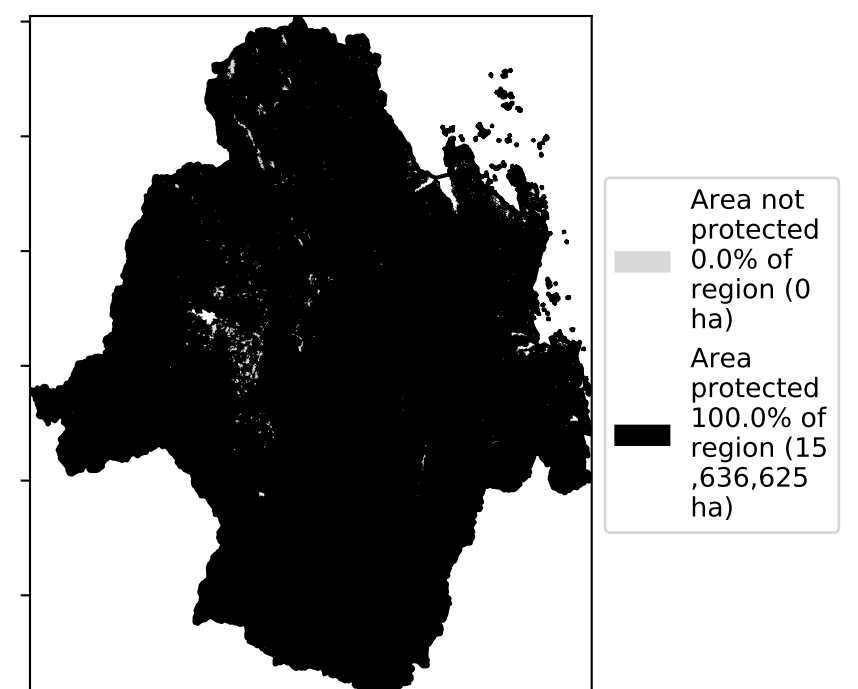 Area not
protected
0.0% of
region (0
ha)
Area
protected
100.0% of
region (15
,636,625
ha)